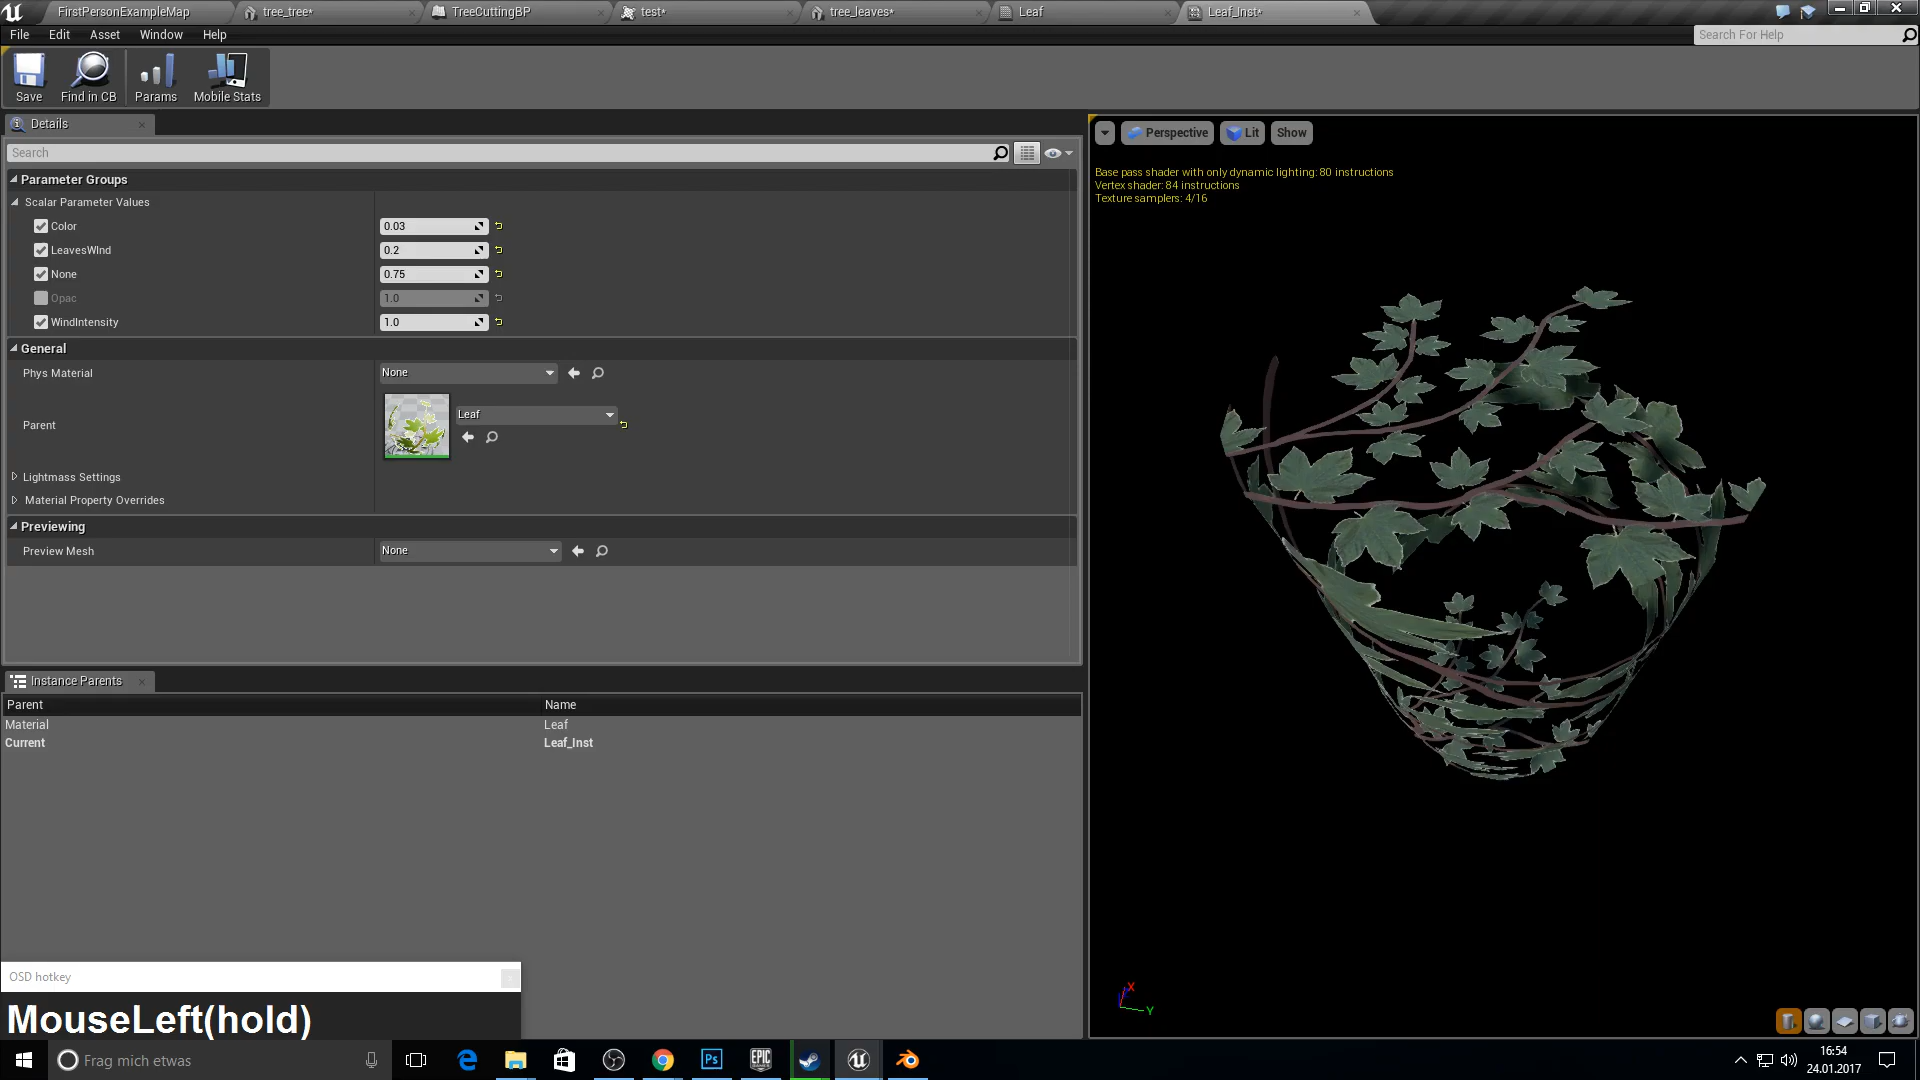 FirstPersonExampleMap
tree_tree*
TreeCuttingBP
test*
tree_leaves*
Leaf
Leaf_Inst*
File
Edit
Asset
Window
Help
Search For Help
Save
Find in CB
Params
Mobile Stats
Details
Search
Parameter Groups
Scalar Parameter Values
Color
0.03
LeavesWInd
0.2
None
0.75
Opac
1.0
WindIntensity
1.0
General
Phys Material
None
Parent
Leaf
Lightmass Settings
Material Property Overrides
Previewing
Preview Mesh
None
Perspective
Lit
Show
Base pass shader with only dynamic lighting: 80 instructions
Vertex shader: 84 instructions
Texture samplers: 4/16
Instance Parents
Parent
Name
Material
Leaf
Current
Leaf_Inst
X
Y
OSD hotkey
MouseLeft(hold)
Frag mich etwas
Ps
EPIC
GAMES
16:54
24.01.2017